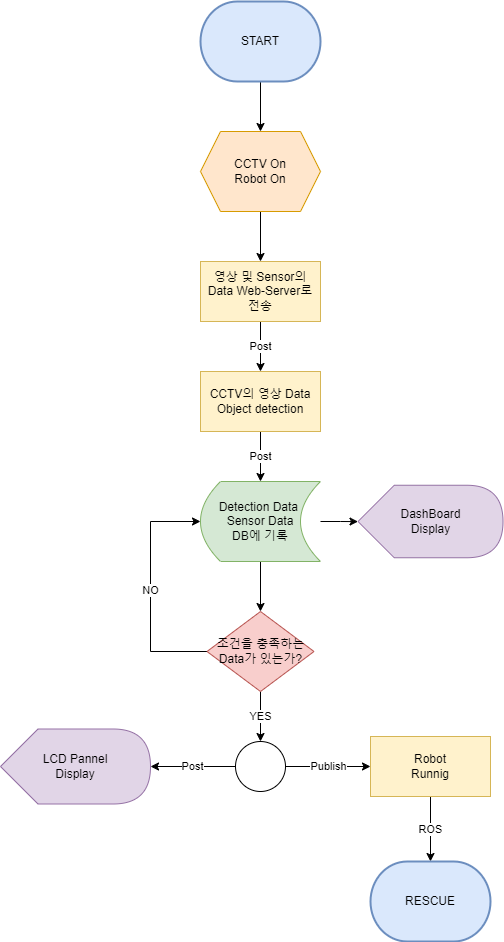 START
CCTV On
Robot On
영상 및 Sensor의
Data Web-Server로
전송
Post
CCTV의 영상 Data
Object detection
Post
Detection Data
Sensor Data
DB에 기록
DashBoard
Display
NO
조건을 충족하는
Data가 있는가?
YES
LCD Pannel
Display
Post
Publish
Robot
Runnig
ROS
RESCUE